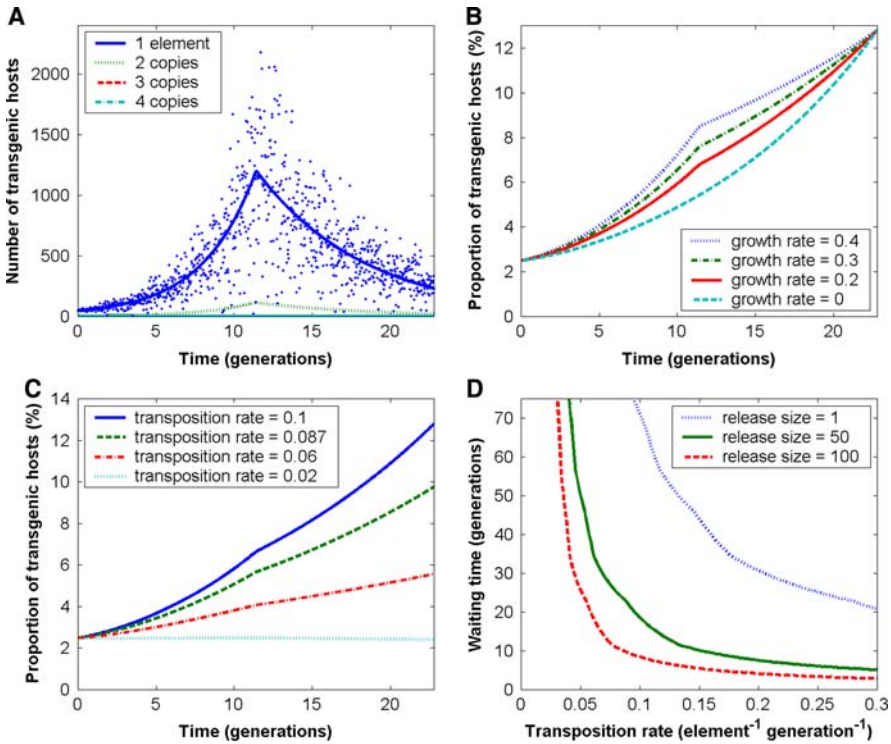 A
1 element
2 copies
3 copies
4 copies
2000
1500
1000
500
0
0
5
10
15
20
Number of transgenic hosts
Time (generations)
B
12
10
8
6
4
2
0
0
5
10
15
20
growth rate = 0.4
growth rate = 0.3
growth rate = 0.2
growth rate = 0
Proportion of transgenic hosts (%)
Time (generations)
C
transposition rate = 0.1
transposition rate = 0.087
transposition rate = 0.06
transposition rate = 0.02
14
12
10
8
6
4
2
0
0
5
10
15
20
Proportion of transgenic hosts (%)
Time (generations)
D
release size = 1
release size = 50
release size = 100
70
60
50
40
30
20
10
0
0
0.05
0.1
0.15
0.2
0.25
0.3
Waiting time (generations)
Transposition rate (element⁻¹ generation⁻¹)